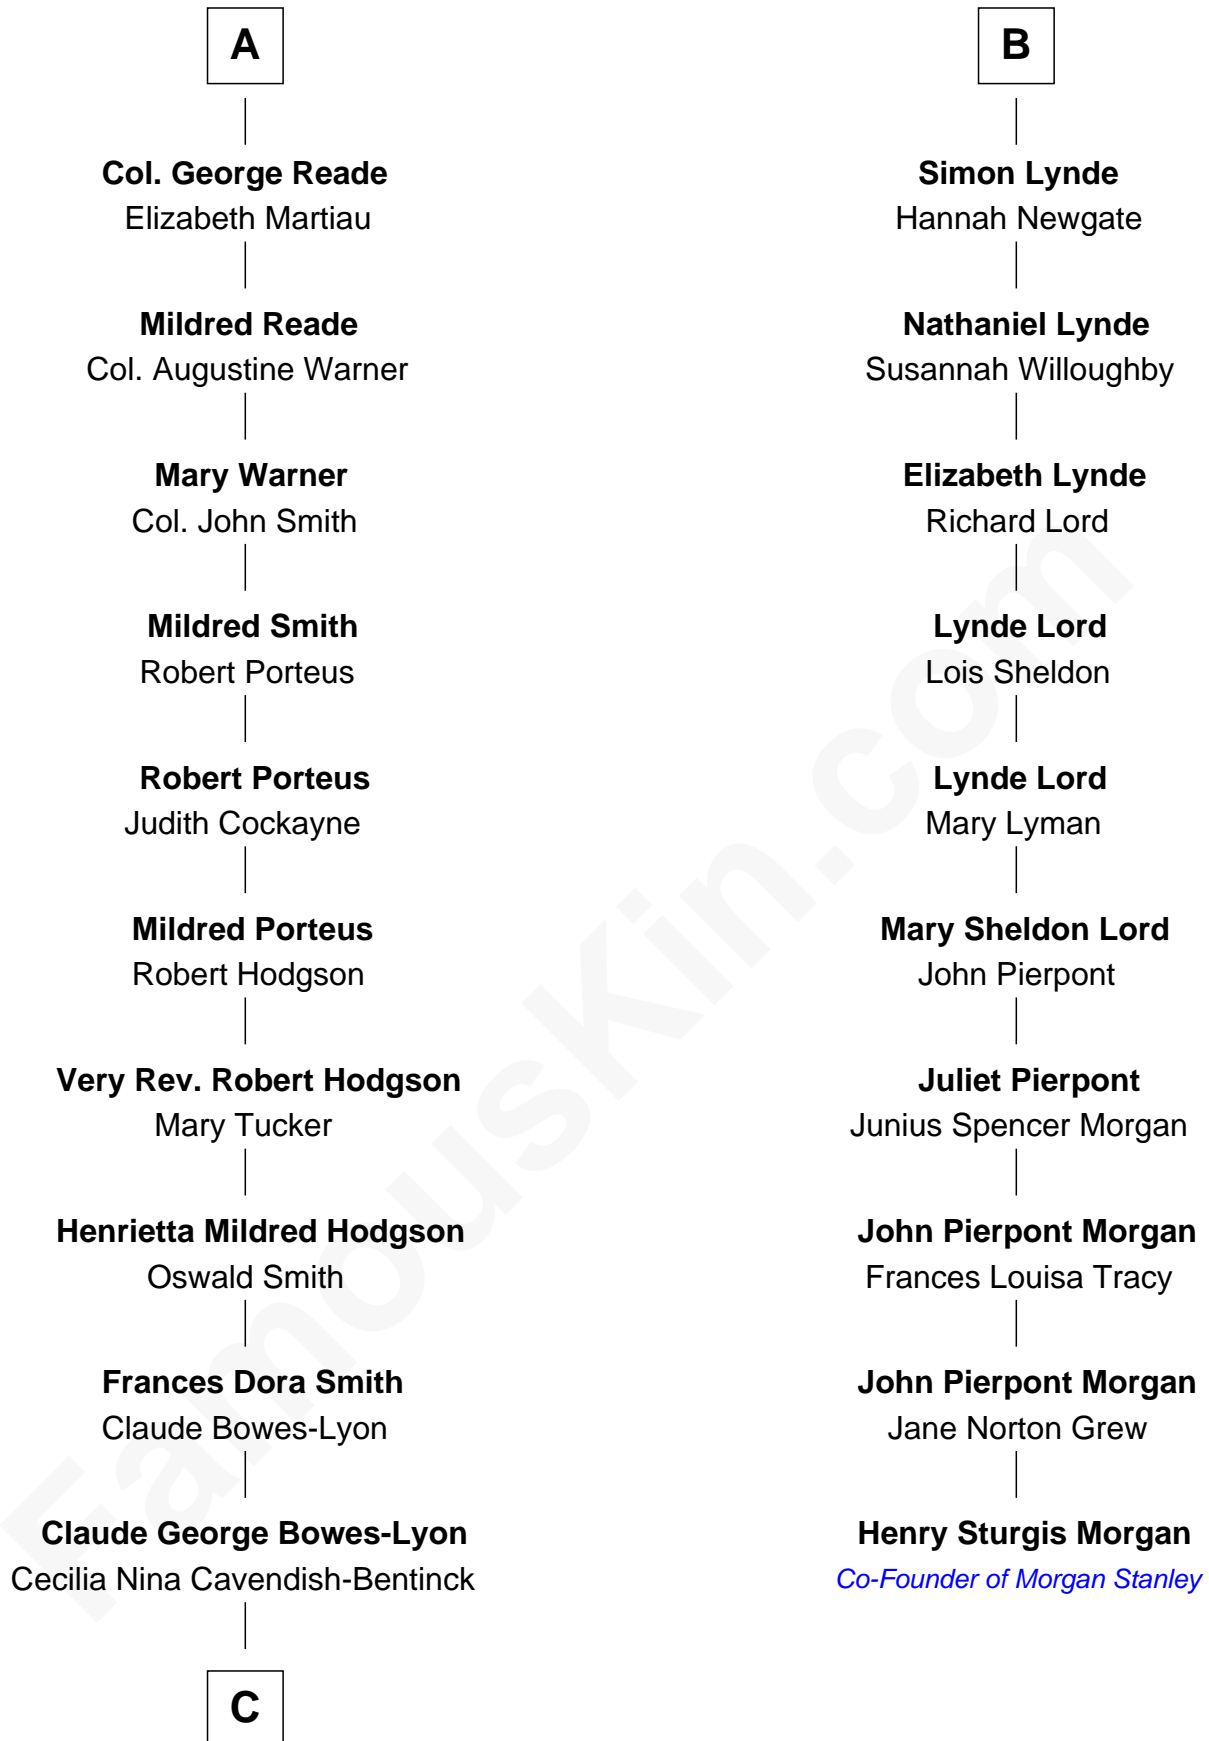 A
Col. George Reade
Elizabeth Martiau
Mildred Reade
Col. Augustine Warner
Mary Warner
Col. John Smith
Mildred Smith
Robert Porteus
Robert Porteus
Judith Cockayne
Mildred Porteus
Robert Hodgson
Very Rev. Robert Hodgson
Mary Tucker
Henrietta Mildred Hodgson
Oswald Smith
Frances Dora Smith
Claude Bowes-Lyon
Claude George Bowes-Lyon
Cecilia Nina Cavendish-Bentinck
C
B
Simon Lynde
Hannah Newgate
Nathaniel Lynde
Susannah Willoughby
Elizabeth Lynde
Richard Lord
Lynde Lord
Lois Sheldon
Lynde Lord
Mary Lyman
Mary Sheldon Lord
John Pierpont
Juliet Pierpont
Junius Spencer Morgan
John Pierpont Morgan
Frances Louisa Tracy
John Pierpont Morgan
Jane Norton Grew
Henry Sturgis Morgan
Co-Founder of Morgan Stanley
FamousKin.com